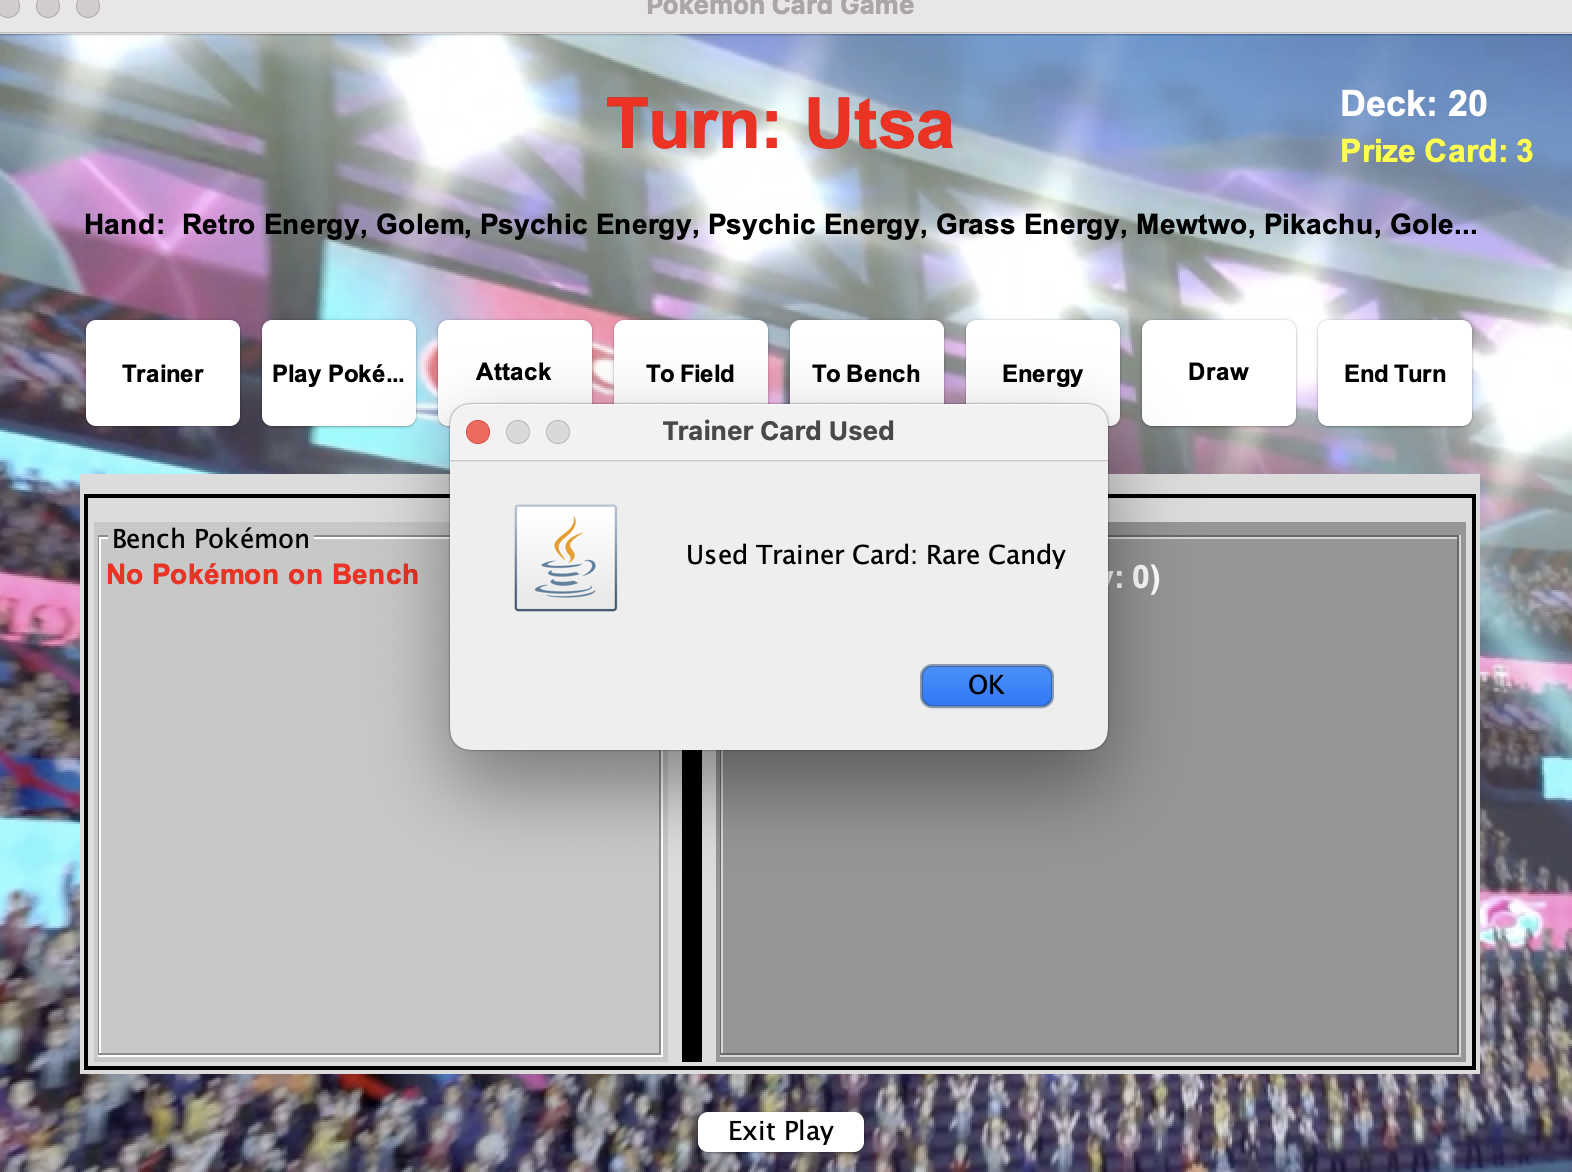 Pokemon Card Game
Turn: Utsa
Deck: 20
Prize Card: 3
Hand: Retro Energy, Golem, Psychic Energy, Psychic Energy, Grass Energy, Mewtwo, Pikachu, Gole...
Trainer
Play Poké...
Attack
To Field
To Bench
Energy
Draw
End Turn
Trainer Card Used
Used Trainer Card: Rare Candy
OK
Bench Pokémon
No Pokémon on Bench
: 0)
Exit Play